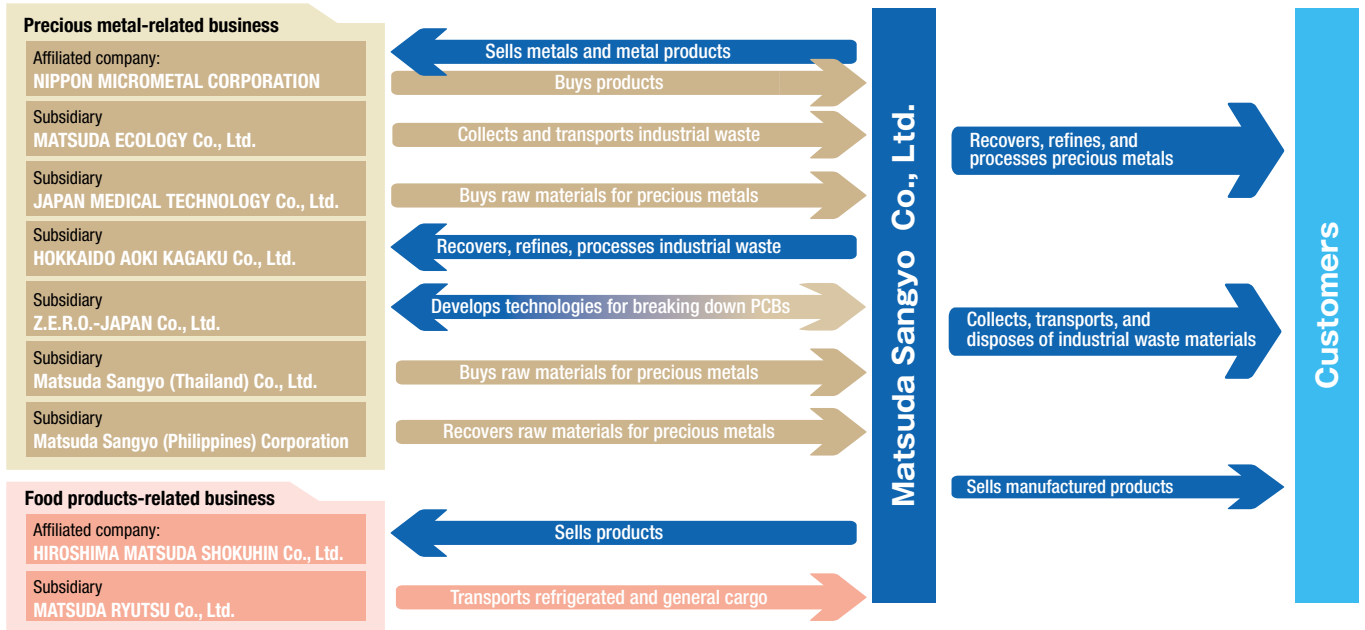 Precious metal-related business
Affiliated company:
NIPPON MICROMETAL CORPORATION
Subsidiary
MATSUDA ECOLOGY Co., Ltd.
Subsidiary
JAPAN MEDICAL TECHNOLOGY Co., Ltd.
Subsidiary
HOKKAIDO AOKI KAGAKU Co., Ltd.
Subsidiary
Z.E.R.O.-JAPAN Co., Ltd.
Subsidiary
Matsuda Sangyo (Thailand) Co., Ltd.
Subsidiary
Matsuda Sangyo (Philippines) Corporation
Food products-related business
Affiliated company:
HIROSHIMA MATSUDA SHOKUHIN Co., Ltd.
Subsidiary
MATSUDA RYUTSU Co., Ltd.
Sells metals and metal products
Buys products
Collects and transports industrial waste
Buys raw materials for precious metals
Recovers, refines, processes industrial waste
Develops technologies for breaking down PCBs
Buys raw materials for precious metals
Recovers raw materials for precious metals
Sells products
Transports refrigerated and general cargo
Matsuda Sangyo Co., Ltd.
Recovers, refines, and
processes precious metals
Collects, transports, and
disposes of industrial waste materials
Sells manufactured products
Customers